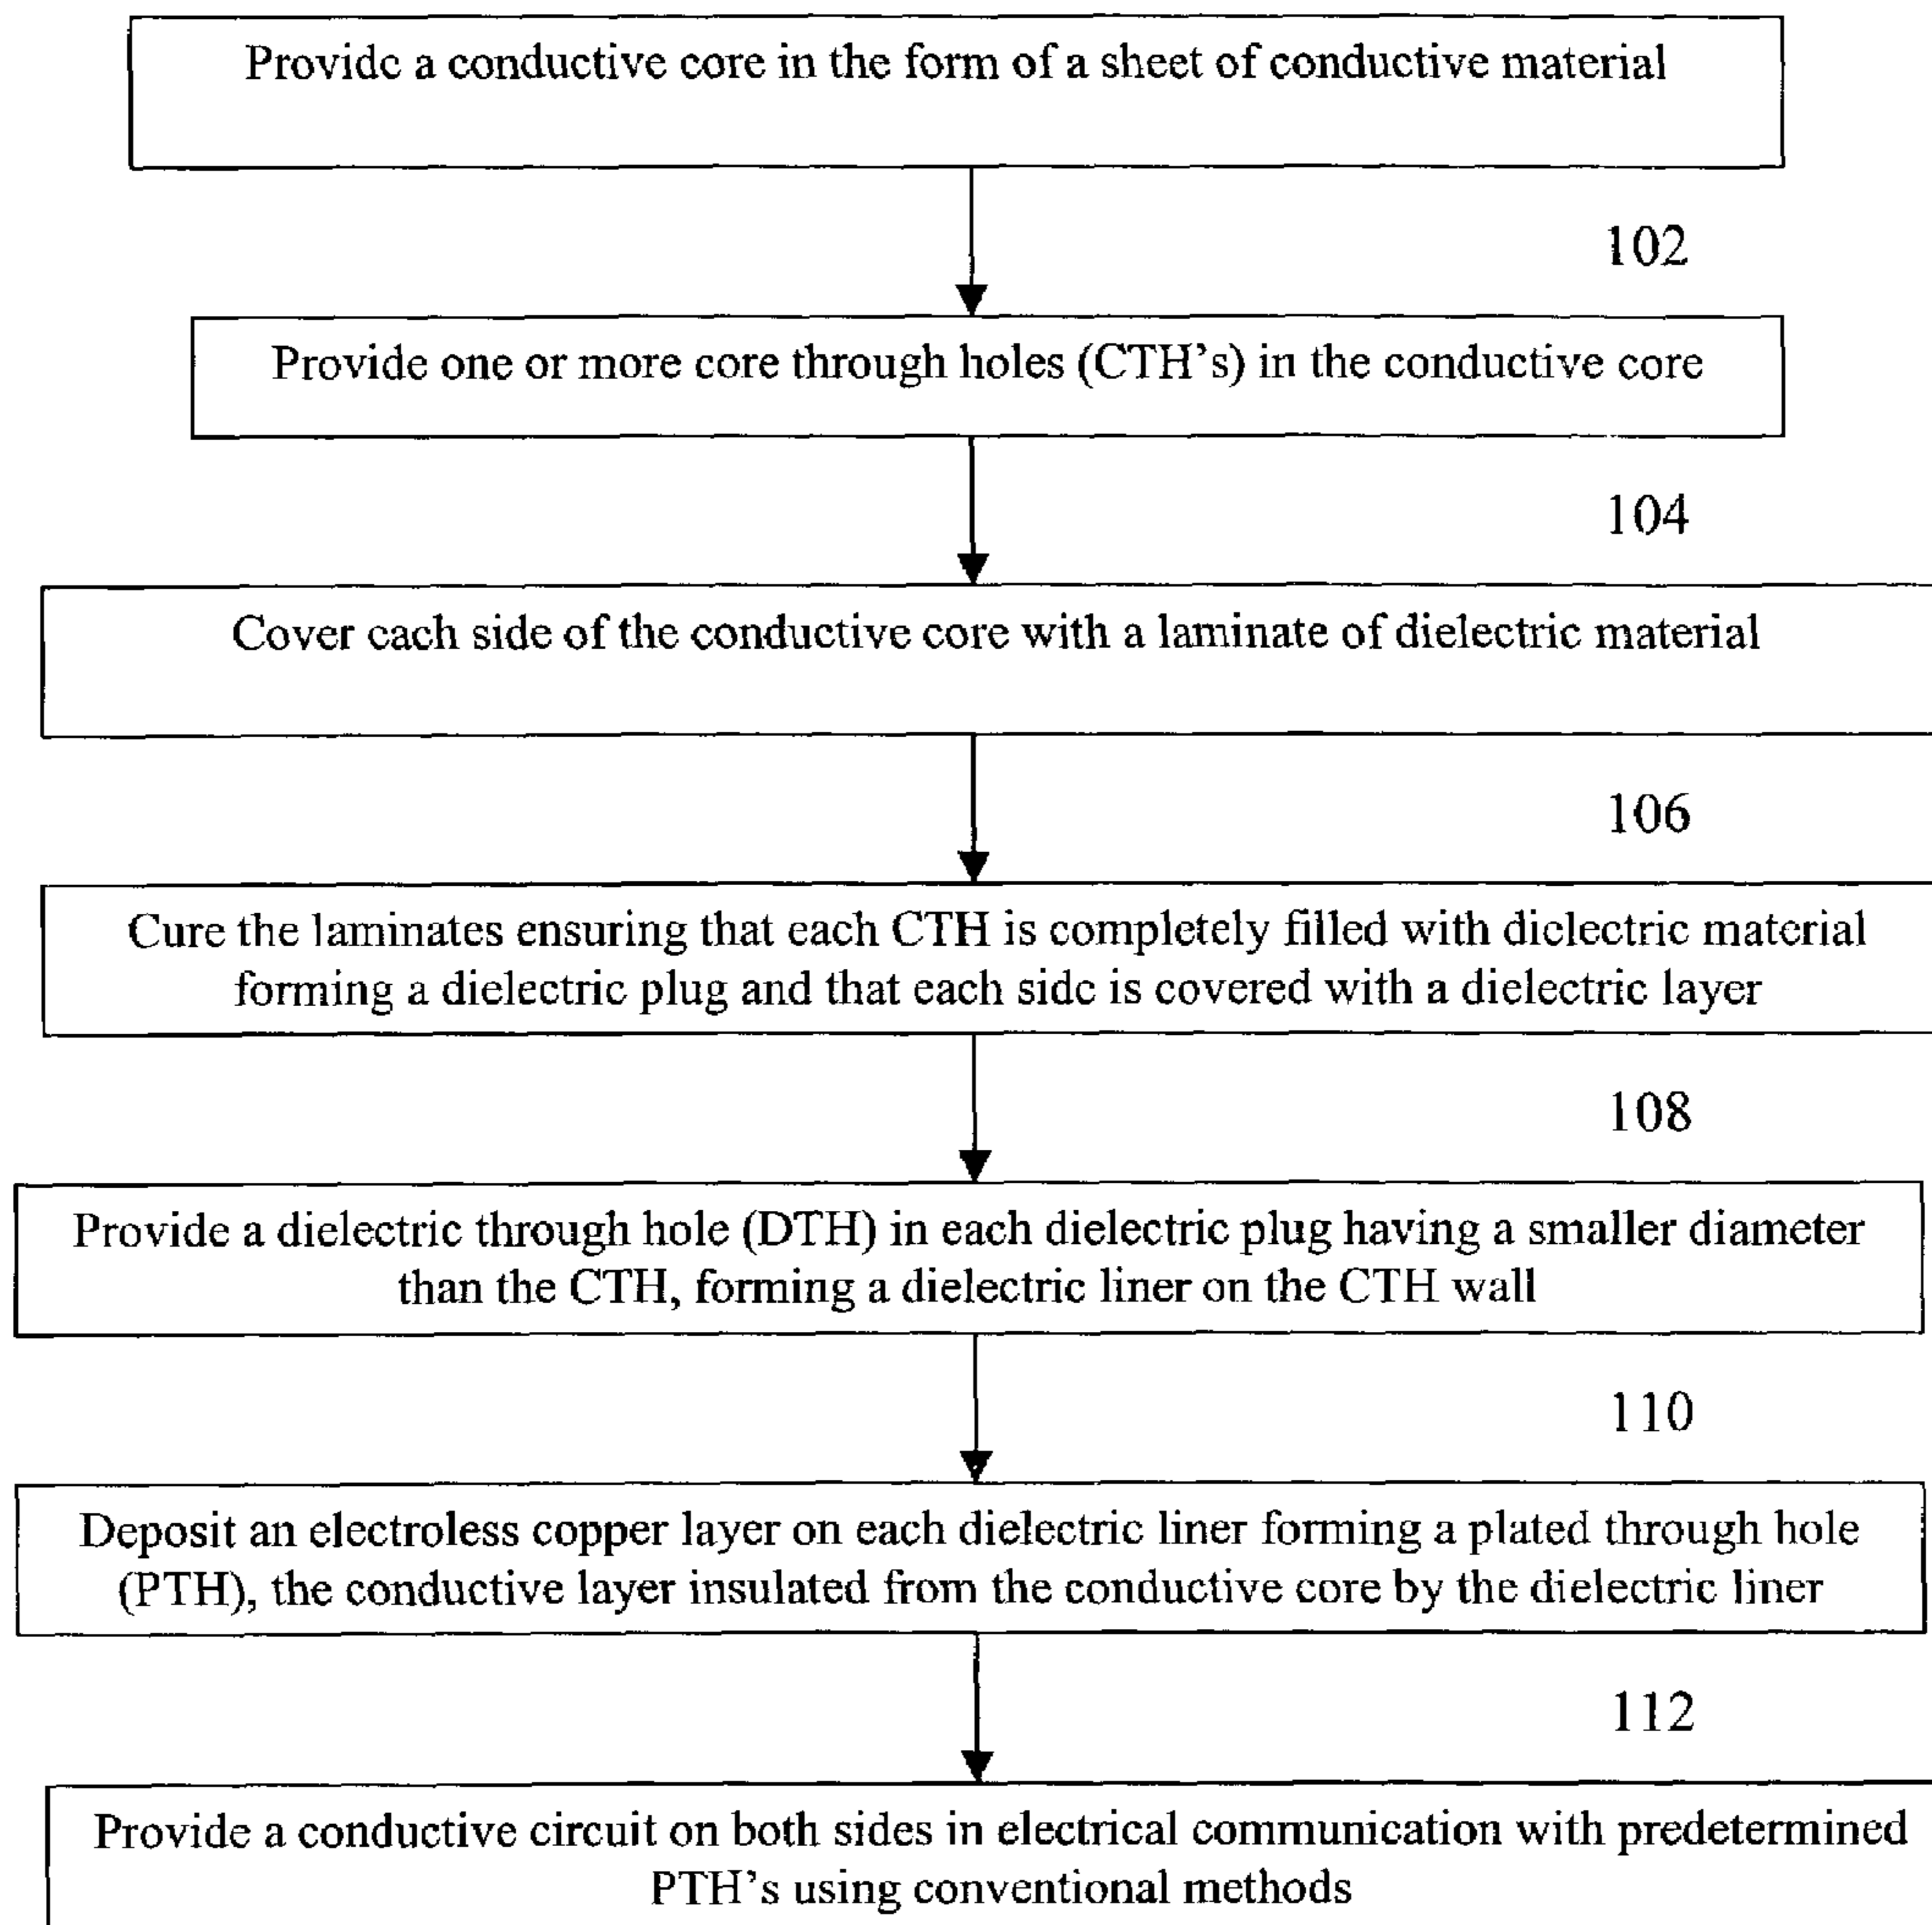 Provide a conductive core in the form of a sheet of conductive material
102
Provide one or more core through holes (CTH's) in the conductive core
104
Cover each side of the conductive core with a laminate of dielectric material
106
Cure the laminates ensuring that each CTH is completely filled with dielectric material
forming a dielectric plug and that each side is covered with a dielectric layer
108
Provide a dielectric through hole (DTH) in each dielectric plug having a smaller diameter
than the CTH, forming a dielectric liner on the CTH wall
110
Deposit an electroless copper layer on each dielectric liner forming a plated through hole
(PTH), the conductive layer insulated from the conductive core by the dielectric liner
112
Provide a conductive circuit on both sides in electrical communication with predetermined
PTH's using conventional methods